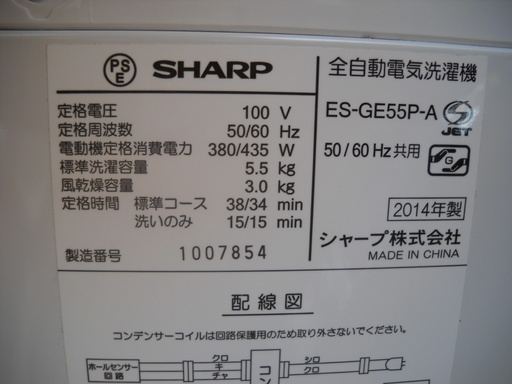 PS E SHARP
全自動電気洗濯機
定格電圧 100 V
定格周波数 50/60 Hz
電動機定格消費電力 380/435 W
標準洗濯容量 5.5 kg
風乾燥容量 3.0 kg
定格時間 標準コース 38/34 min
洗いのみ 15/15 min
製造番号 1007854
ES-GE55P-A JET
50/60 Hz共用 G
2014年製
シャープ株式会社
MADE IN CHINA
配線図
コンデンサーコイルは回路保護用のため取り外さないでください。
ホールセンサー
回路
クロ
キ
チャ
コン
シロ
クロ